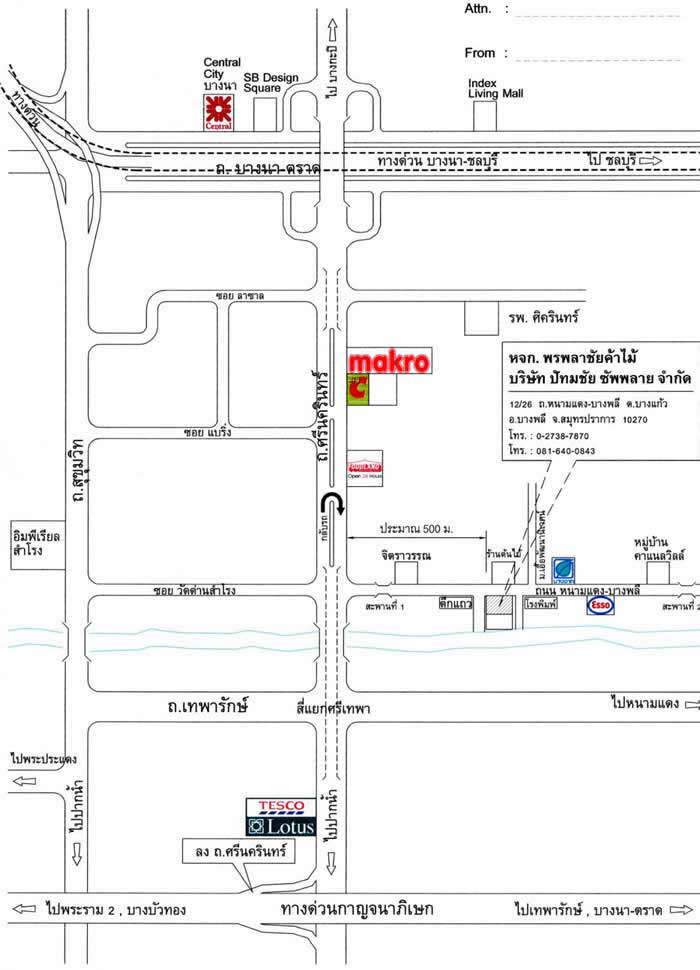 Attn. :
From :
Central
City
บางนา
SB Design
Square
Central
ไป บางกะปิ
Index
Living Mall
ทางด่วน
ถ. บางนา-ตราด
ทางด่วน บางนา-ชลบุรี
ไป ชลบุรี
ซอย ลาซาล
รพ. ศิครินทร์
makro
หจก. พรพลาชัยค้าไม้
บริษัท ปัทมชัย ซัพพลาย จำกัด
12/26 ถ.หนามแดง-บางพลี ต.บางแก้ว
อ.บางพลี จ.สมุทรปราการ 10270
โทร. : 0-2738-7870
โทร. : 081-640-0843
ถ.ศรีนครินทร์
ซอย แบริ่ง
ถ.สุขุมวิท
FOODLAND
Open 24 Hours
กลับรถ
อิมพีเรียล
สำโรง
ประมาณ 500 ม.
จิตราวรรณ
ร้านต้นไม้
บางจาก
หมู่บ้าน
คาแนลวิลล์
ซอย วัดด่านสำโรง
ถนน หนามแดง-บางพลี
สะพานที่ 1
ตึกแถว
โรงพิมพ์
Esso
สะพานที่ 2
ถ.เทพารักษ์
สี่แยกศรีเทพา
ไปหนามแดง
ไปพระประแดง
ไปปากน้ำ
TESCO
Lotus
ไปปากน้ำ
ลง ถ.ศรีนครินทร์
ไปพระราม 2 , บางบัวทอง
ทางด่วนกาญจนาภิเษก
ไปเทพารักษ์ , บางนา-ตราด